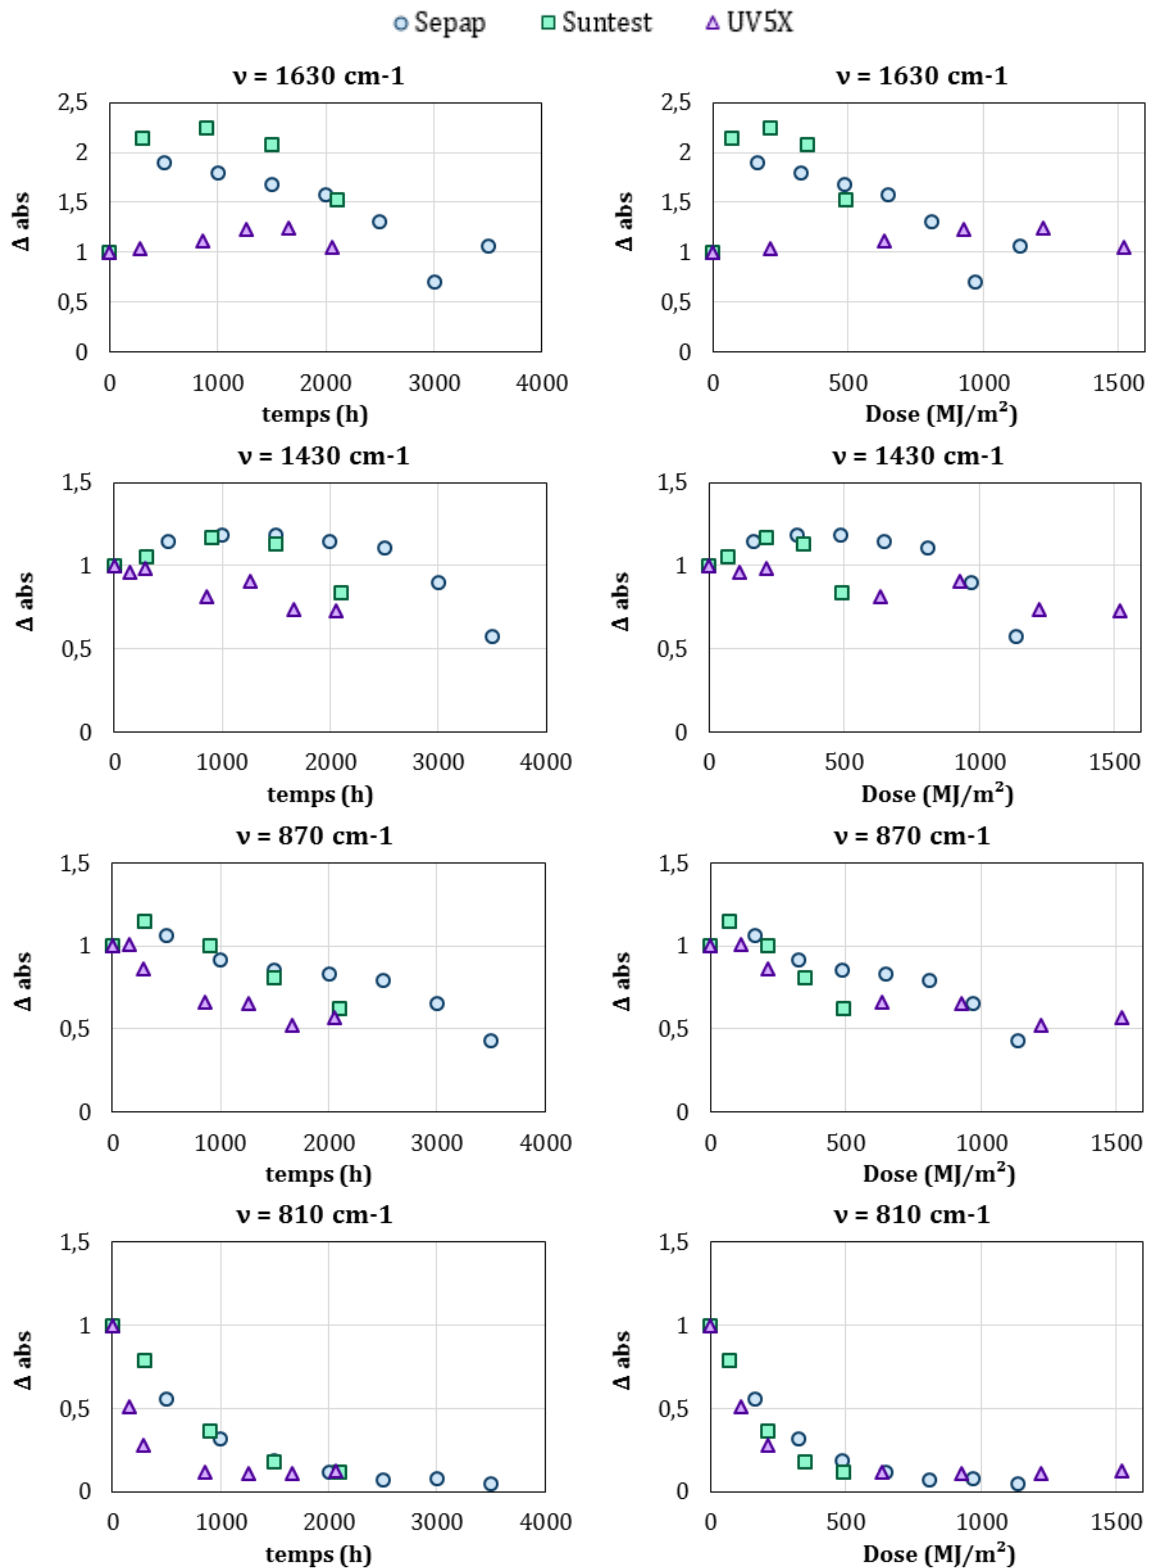 Sepap Suntest UV5X
ν = 1630 cm-1
2,5
2
1,5
1
0,5
0
Δ abs
0 1000 2000 3000 4000
temps (h)
ν = 1630 cm-1
2,5
2
1,5
1
0,5
0
Δ abs
0 500 1000 1500
Dose (MJ/m²)
ν = 1430 cm-1
1,5
1
0,5
0
Δ abs
0 1000 2000 3000 4000
temps (h)
ν = 1430 cm-1
1,5
1
0,5
0
Δ abs
0 500 1000 1500
Dose (MJ/m²)
ν = 870 cm-1
1,5
1
0,5
0
Δ abs
0 1000 2000 3000 4000
temps (h)
ν = 870 cm-1
1,5
1
0,5
0
Δ abs
0 500 1000 1500
Dose (MJ/m²)
ν = 810 cm-1
1,5
1
0,5
0
Δ abs
0 1000 2000 3000 4000
temps (h)
ν = 810 cm-1
1,5
1
0,5
0
Δ abs
0 500 1000 1500
Dose (MJ/m²)